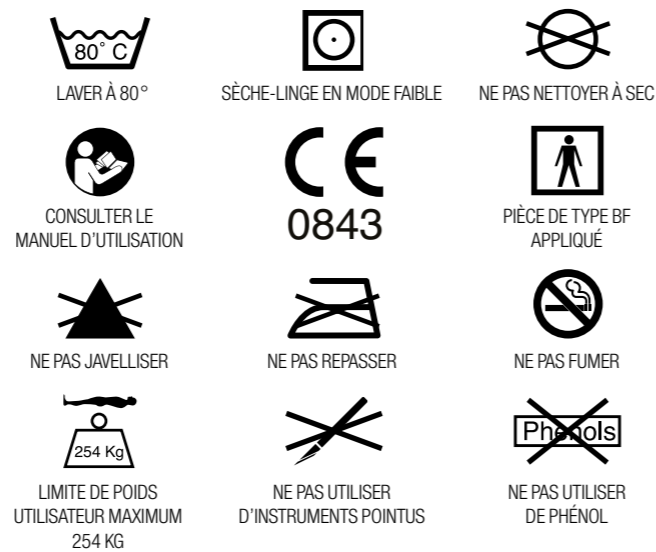 80° C
LAVER À 80°
SÈCHE-LINGE EN MODE FAIBLE
NE PAS NETTOYER À SEC
CONSULTER LE
MANUEL D'UTILISATION
CE
0843
PIÈCE DE TYPE BF
APPLIQUÉ
NE PAS JAVELLISER
NE PAS REPASSER
NE PAS FUMER
254 Kg
LIMITE DE POIDS
UTILISATEUR MAXIMUM
254 KG
NE PAS UTILISER
D'INSTRUMENTS POINTUS
Phenols
NE PAS UTILISER
DE PHÉNOL